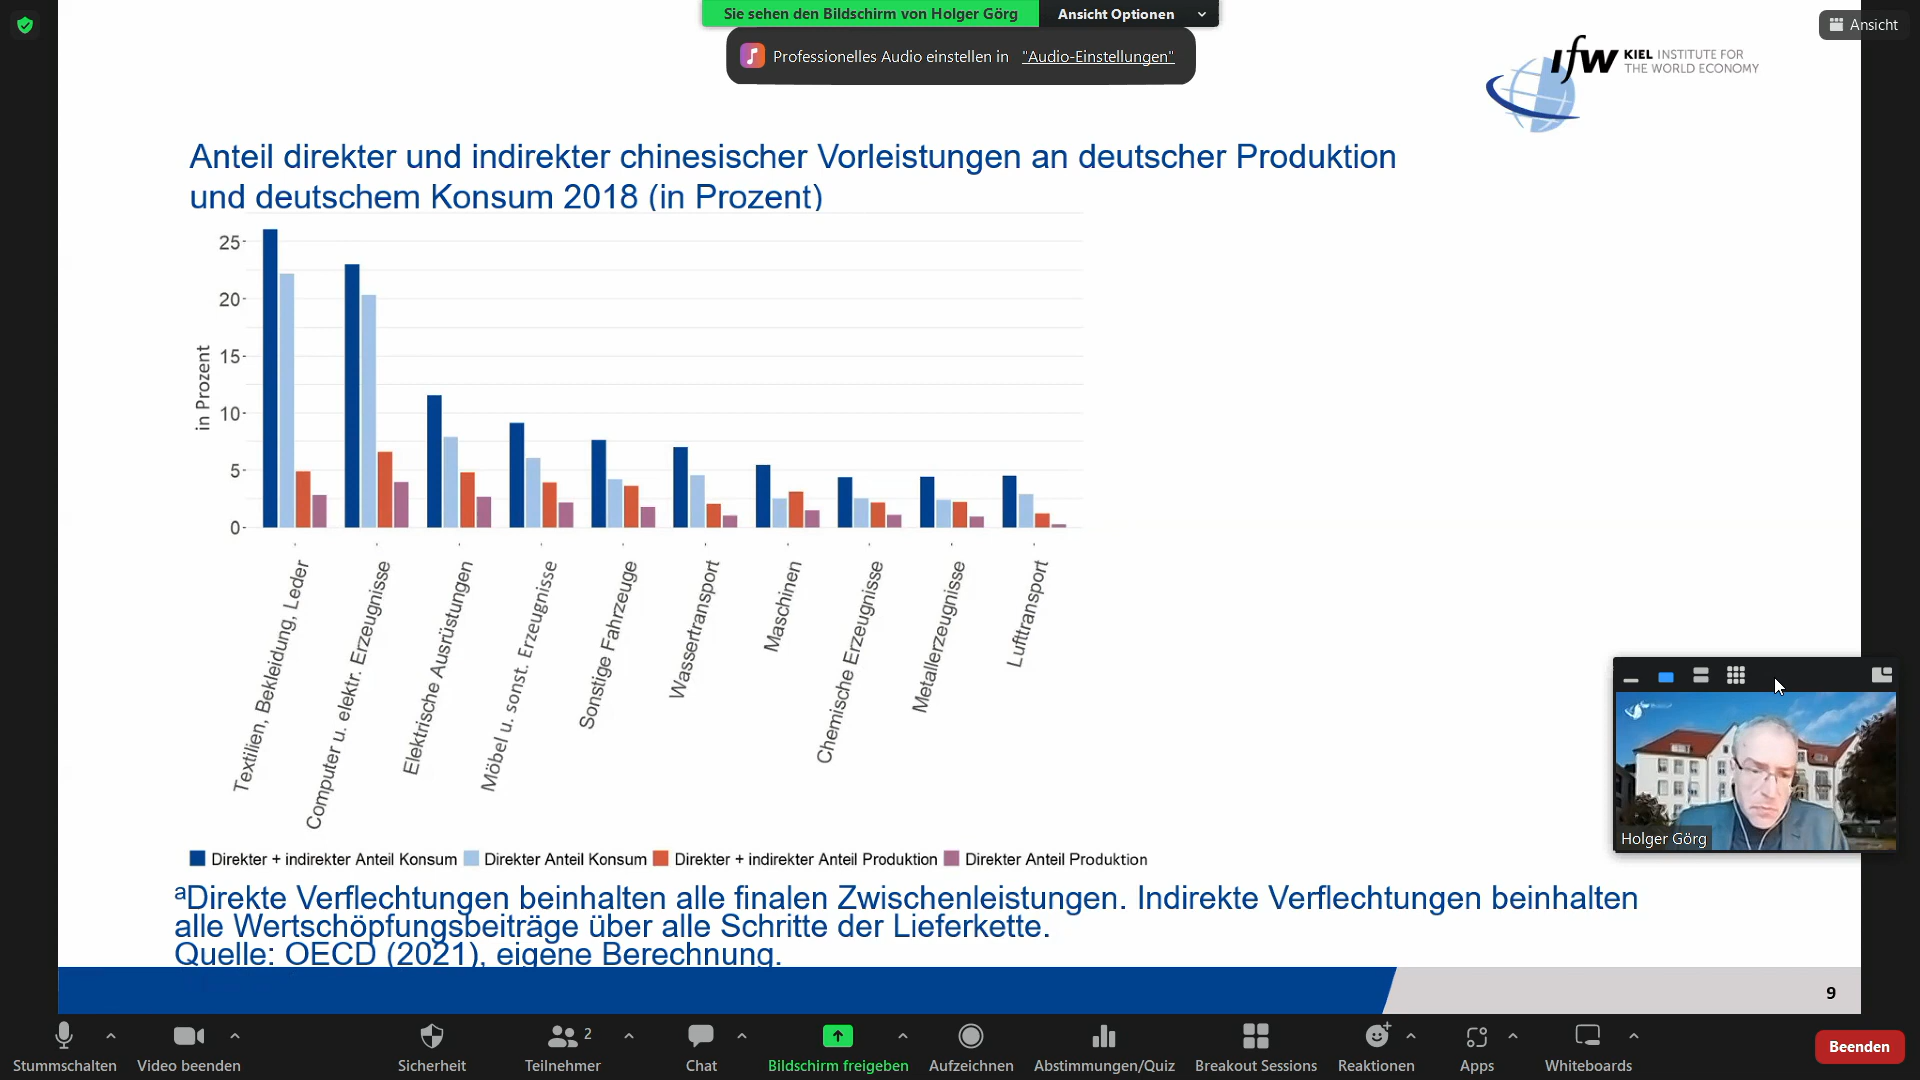 Sie sehen den Bildschirm von Holger Görg
Ansicht Optionen
Ansicht
Professionelles Audio einstellen in "Audio-Einstellungen"
ifw KIEL INSTITUTE FOR
THE WORLD ECONOMY
Anteil direkter und indirekter chinesischer Vorleistungen an deutscher Produktion
und deutschem Konsum 2018 (in Prozent)
in Prozent
25
20
15
10
5
0
Textilien, Bekleidung, Leder
Computer u. elektr. Erzeugnisse
Elektrische Ausrüstungen
Möbel u. sonst. Erzeugnisse
Sonstige Fahrzeuge
Wassertransport
Maschinen
Chemische Erzeugnisse
Metallerzeugnisse
Lufttransport
Direkter + indirekter Anteil Konsum Direkter Anteil Konsum Direkter + indirekter Anteil Produktion Direkter Anteil Produktion
Holger Görg
aDirekte Verflechtungen beinhalten alle finalen Zwischenleistungen. Indirekte Verflechtungen beinhalten
alle Wertschöpfungsbeiträge über alle Schritte der Lieferkette.
Quelle: OECD (2021), eigene Berechnung.
9
2
Stummschalten Video beenden Sicherheit Teilnehmer Chat Bildschirm freigeben Aufzeichnen Abstimmungen/Quiz Breakout Sessions Reaktionen Apps Whiteboards Beenden